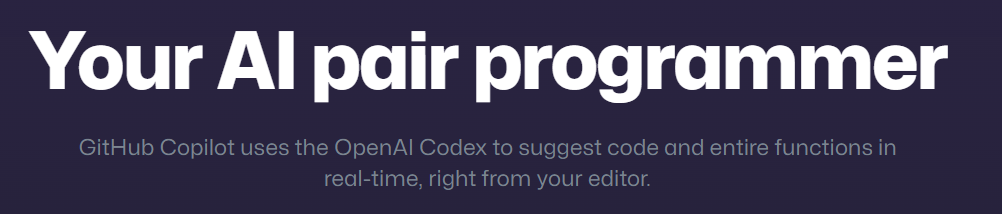 Your AI pair programmer
GitHub Copilot uses the OpenAI Codex to suggest code and entire functions in
real-time, right from your editor.